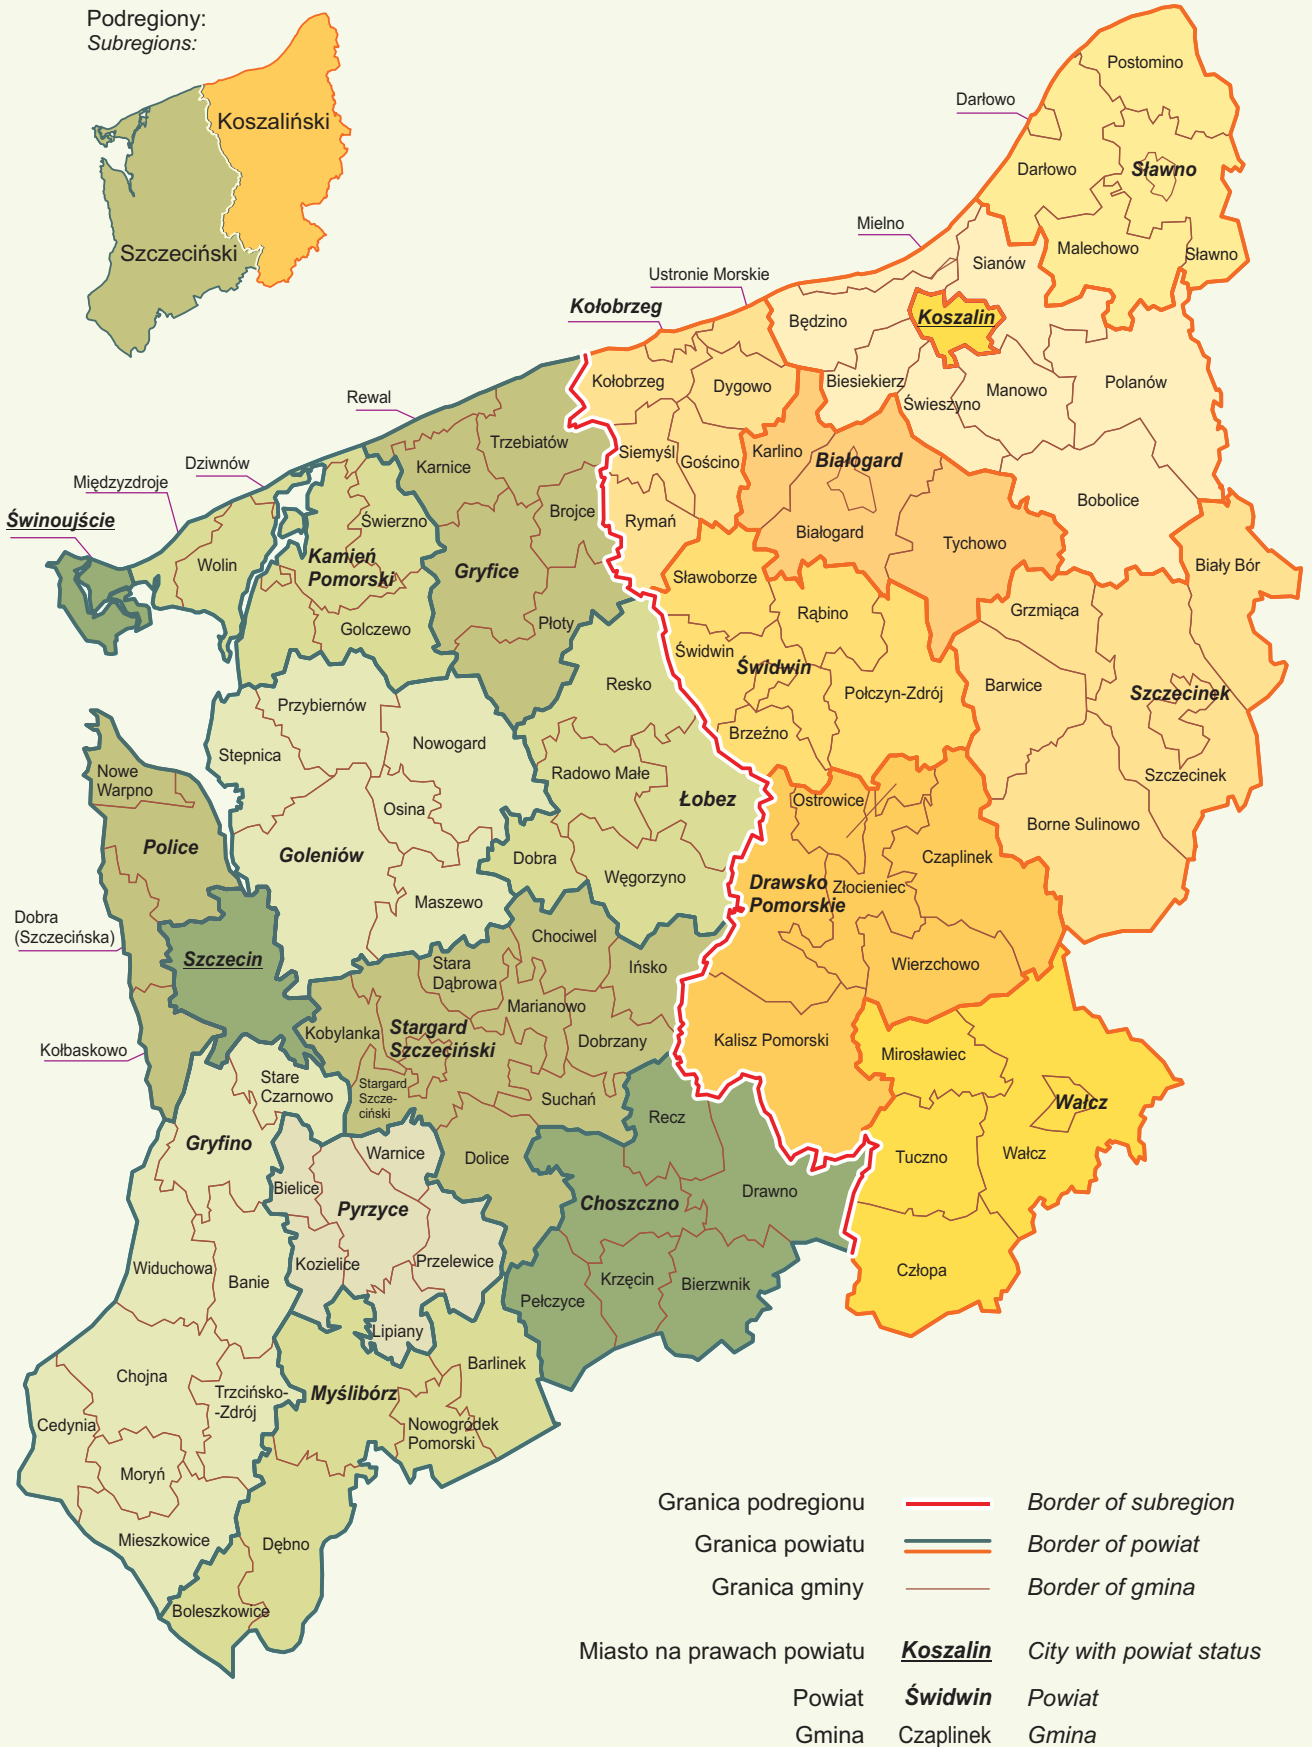 Podregiony:
Subregions:
Koszaliński
Szczeciński
Postomino
Darłowo
Darłowo
Sławno
Mielno
Malechowo
Sławno
Sianów
Ustronie Morskie
Kołobrzeg
Koszalin
Będzino
Kołobrzeg
Dygowo
Biesiekierz
Świeszyno
Manowo
Polanów
Rewal
Trzebiatów
Karnice
Siemyśl
Gościno
Karlino
Białogard
Dziwnów
Międzyzdroje
Świnoujście
Świerzno
Brojce
Rymań
Białogard
Tychowo
Bobolice
Wolin
Kamień
Pomorski
Gryfice
Sławoborze
Biały Bór
Golczewo
Płoty
Rąbino
Grzmiąca
Świdwin
Świdwin
Resko
Połczyn-Zdrój
Barwice
Szczecinek
Przybiernów
Stepnica
Nowogard
Brzeźno
Nowe
Warpno
Radowo Małe
Łobez
Szczecinek
Osina
Ostrowice
Borne Sulinowo
Police
Goleniów
Dobra
Węgorzyno
Czaplinek
Drawsko
Pomorskie
Złocieniec
Maszewo
Dobra
(Szczecińska)
Szczecin
Chociwel
Stara
Dąbrowa
Ińsko
Wierzchowo
Marianowo
Kobylanka
Stargard
Szczeciński
Dobrzany
Kalisz Pomorski
Mirosławiec
Kołbaskowo
Stare
Czarnowo
Stargard
Szcze-
ciński
Suchań
Recz
Wałcz
Gryfino
Warnice
Dolice
Tuczno
Wałcz
Bielice
Pyrzyce
Choszczno
Drawno
Widuchowa
Banie
Kozielice
Przelewice
Krzęcin
Bierzwnik
Pełczyce
Człopa
Lipiany
Chojna
Barlinek
Trzcińsko-
-Zdrój
Myślibórz
Cedynia
Nowogródek
Pomorski
Moryń
Mieszkowice
Dębno
Boleszkowice
Granica podregionu Border of subregion
Granica powiatu Border of powiat
Granica gminy Border of gmina
Miasto na prawach powiatu Koszalin City with powiat status
Powiat Świdwin Powiat
Gmina Czaplinek Gmina